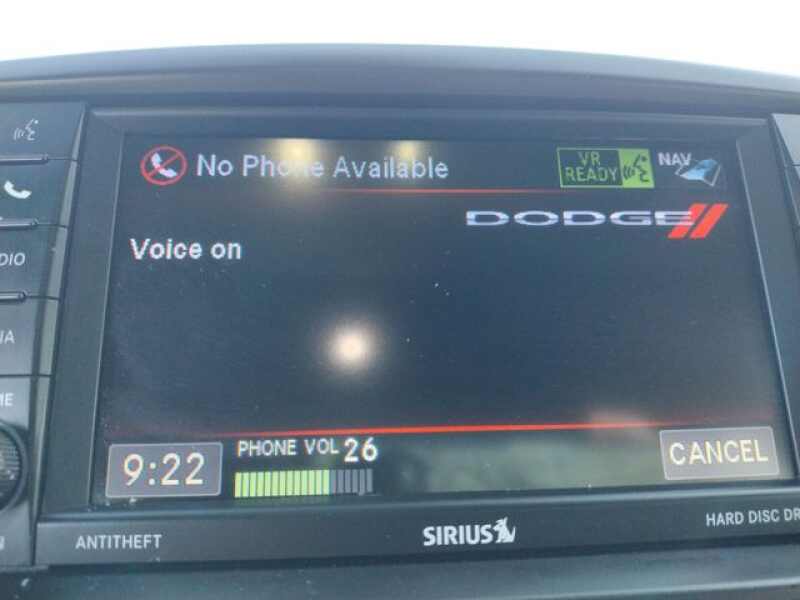 No Phone Available
VR
READY
NAV
DODGE
Voice on
PHONE VOL 26
9:22
CANCEL
ANTITHEFT
SIRIUS
HARD DISC DR